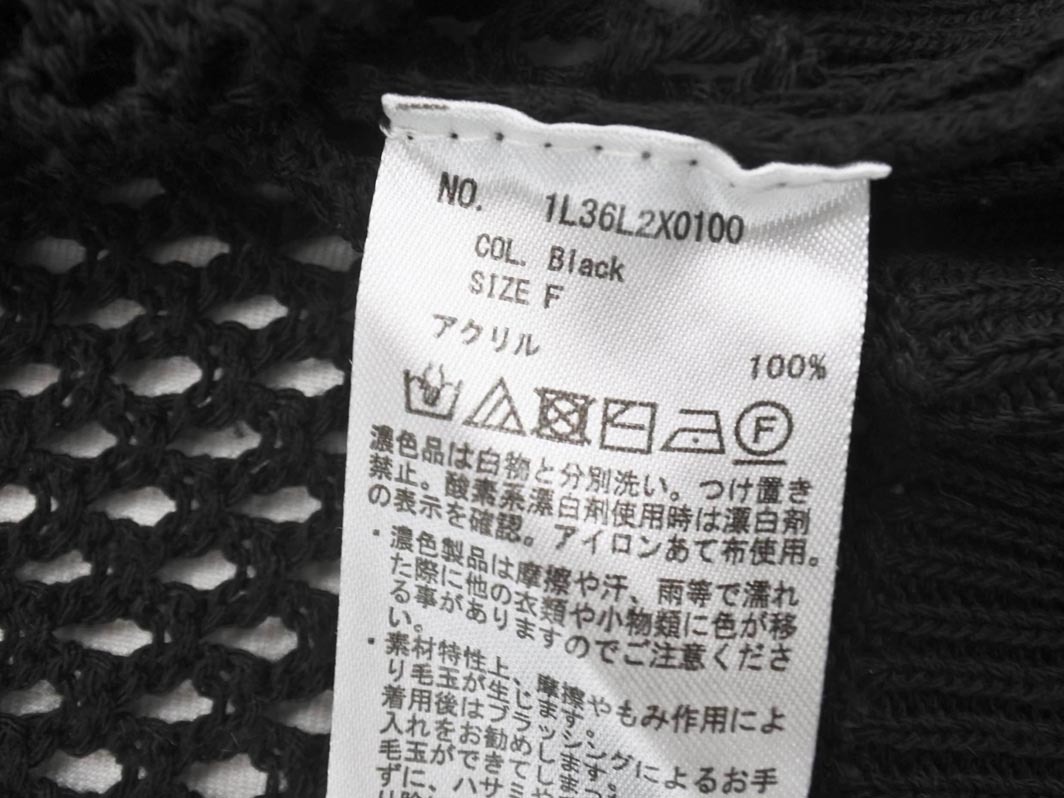 NO. 1L36L2X0100
COL. Black
SIZE F
アクリル 100%
F
濃色品は白物と分別洗い。つけ置き
禁止。酸素系漂白剤使用時は漂白剤
の表示を確認。アイロンあて布使用。
・濃色製品は摩擦や汗、雨等で濡れ
た際に他の衣類や小物類に色が移
る事がありますのでご注意くださ
い。
・素材特性上、摩擦やもみ作用によ
り毛玉が生じます。
着用後はブラッシングによるお手
入れをお勧めします。
毛玉ができてしまっ
ずに、ハサミや